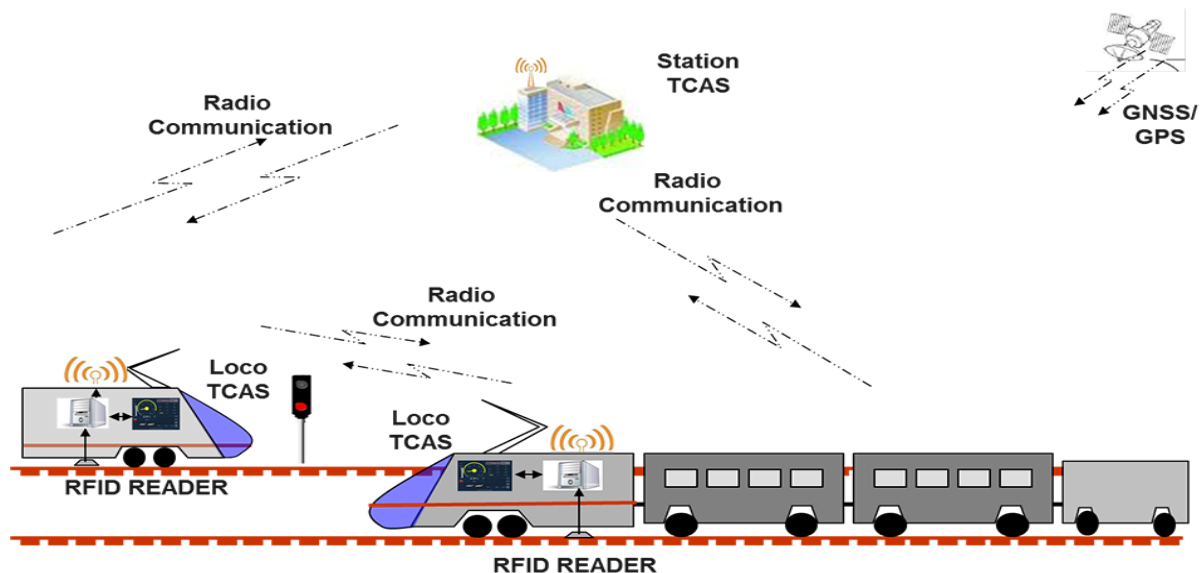 Station
TCAS
Radio
Communication
GNSS/
GPS
Radio
Communication
Radio
Communication
Loco
TCAS
Loco
TCAS
RFID READER
RFID READER